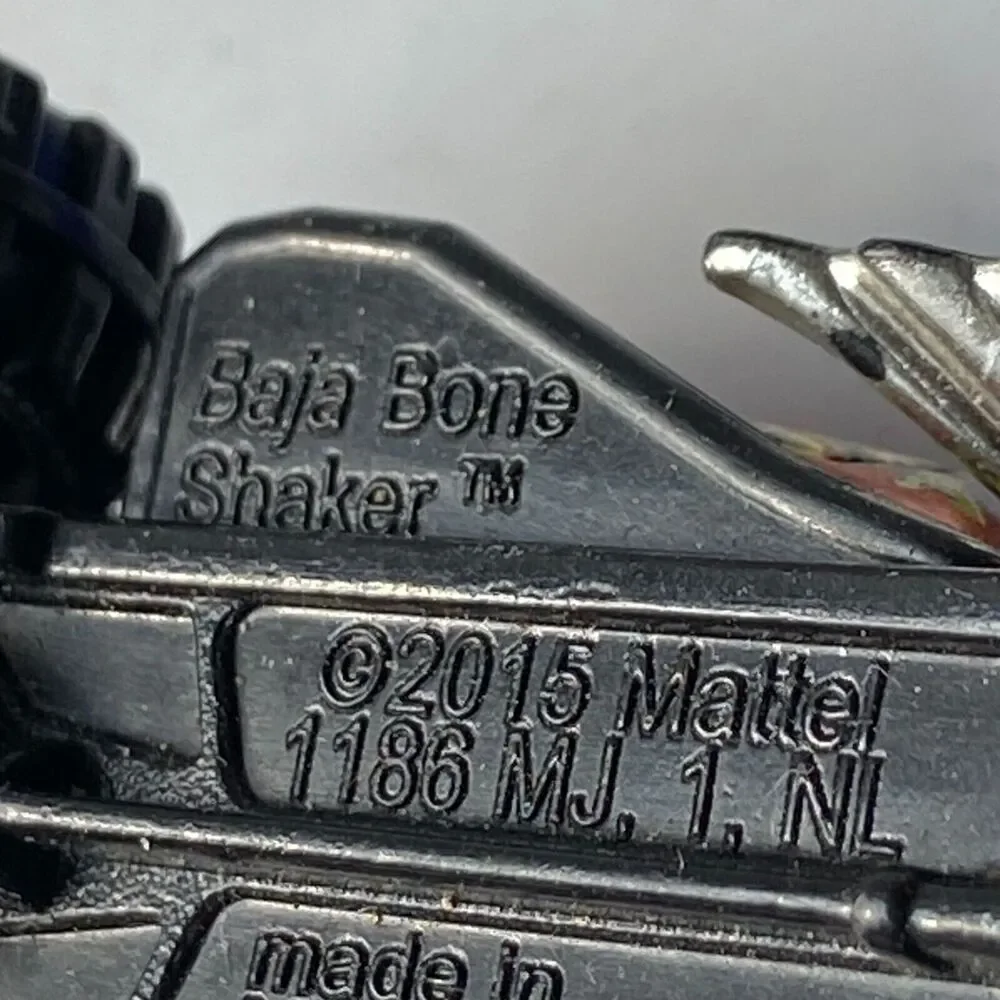 Baja Bone
Shaker ™
©2015 Mattel
1186 MJ, 1, NL
made in